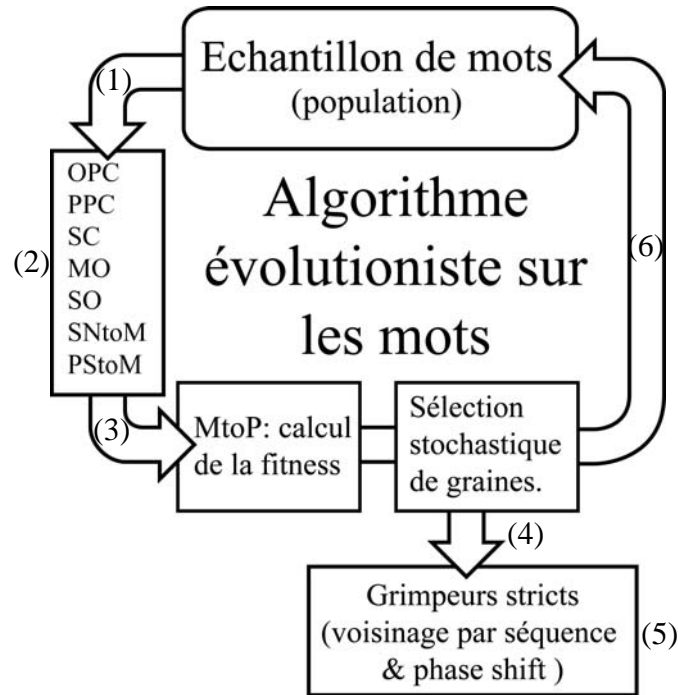 Echantillon de mots
(population)
(1)
OPC
PPC
SC
MO
SO
SNtoM
PStoM
(2)
Algorithme
évolutioniste sur
les mots
(6)
(3)
MtoP: calcul
de la fitness
Sélection
stochastique
de graines.
(4)
Grimpeurs stricts
(voisinage par séquence
& phase shift )
(5)